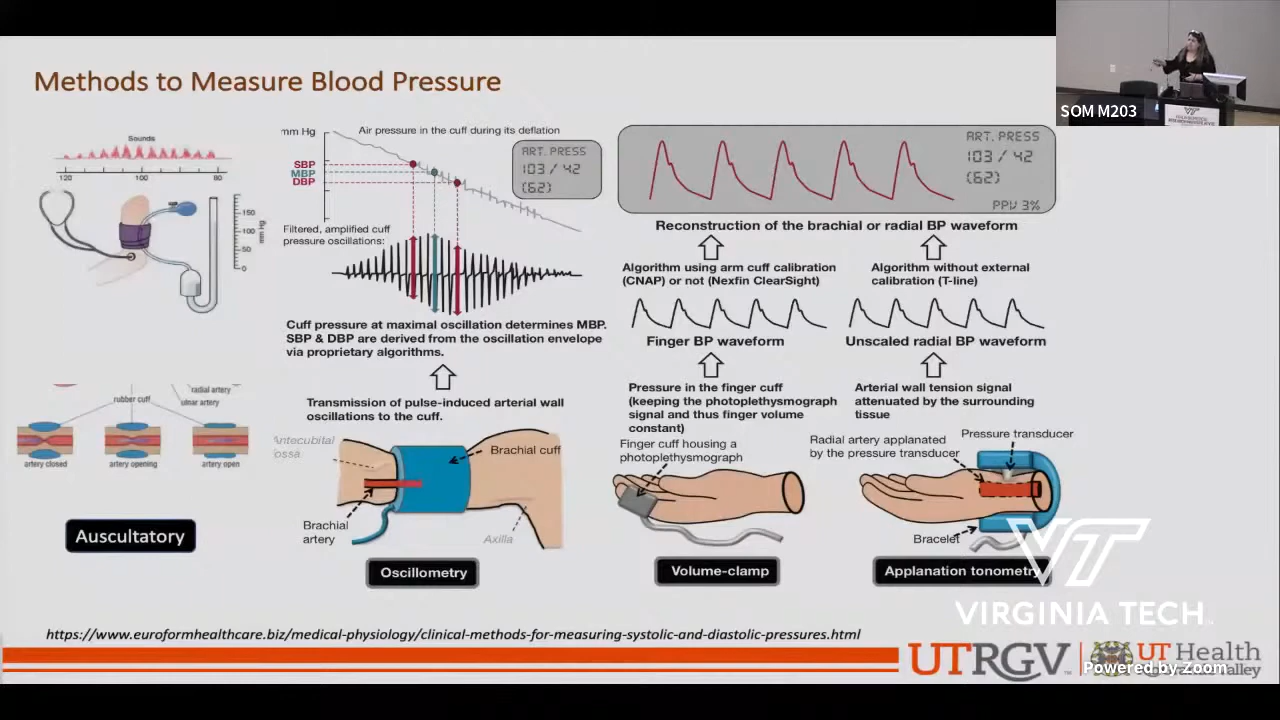 Methods to Measure Blood Pressure
SOM M203
Sounds
120 100 80
150
100
50
0
mm Hg
rubber cuff
radial artery
ulnar artery
artery closed
artery opening
artery open
Auscultatory
mm Hg
Air pressure in the cuff during its deflation
SBP
MBP
DBP
ART. PRESS
103 / 42
(62)
Filtered, amplified cuff
pressure oscillations:
Cuff pressure at maximal oscillation determines MBP.
SBP & DBP are derived from the oscillation envelope
via proprietary algorithms.
Transmission of pulse-induced arterial wall
oscillations to the cuff.
Antecubital
Brachial cuff
Brachial
artery
Axilla
Oscillometry
ART. PRESS
103 / 42
(62)
PPV 3%
Reconstruction of the brachial or radial BP waveform
Algorithm using arm cuff calibration
(CNAP) or not (Nexfin ClearSight)
Finger BP waveform
Pressure in the finger cuff
(keeping the photoplethysmograph
signal and thus finger volume
constant)
Finger cuff housing a
photoplethysmograph
Volume-clamp
Algorithm without external
calibration (T-line)
Unscaled radial BP waveform
Arterial wall tension signal
attenuated by the surrounding
tissue
Radial artery applanated
by the pressure transducer
Pressure transducer
Bracelet
Applanation tonometry
https://www.euroformhealthcare.biz/medical-physiology/clinical-methods-for-measuring-systolic-and-diastolic-pressures.html
VT
VIRGINIA TECH.
UTRGV
UT Health
Valley
Powered by Zoom